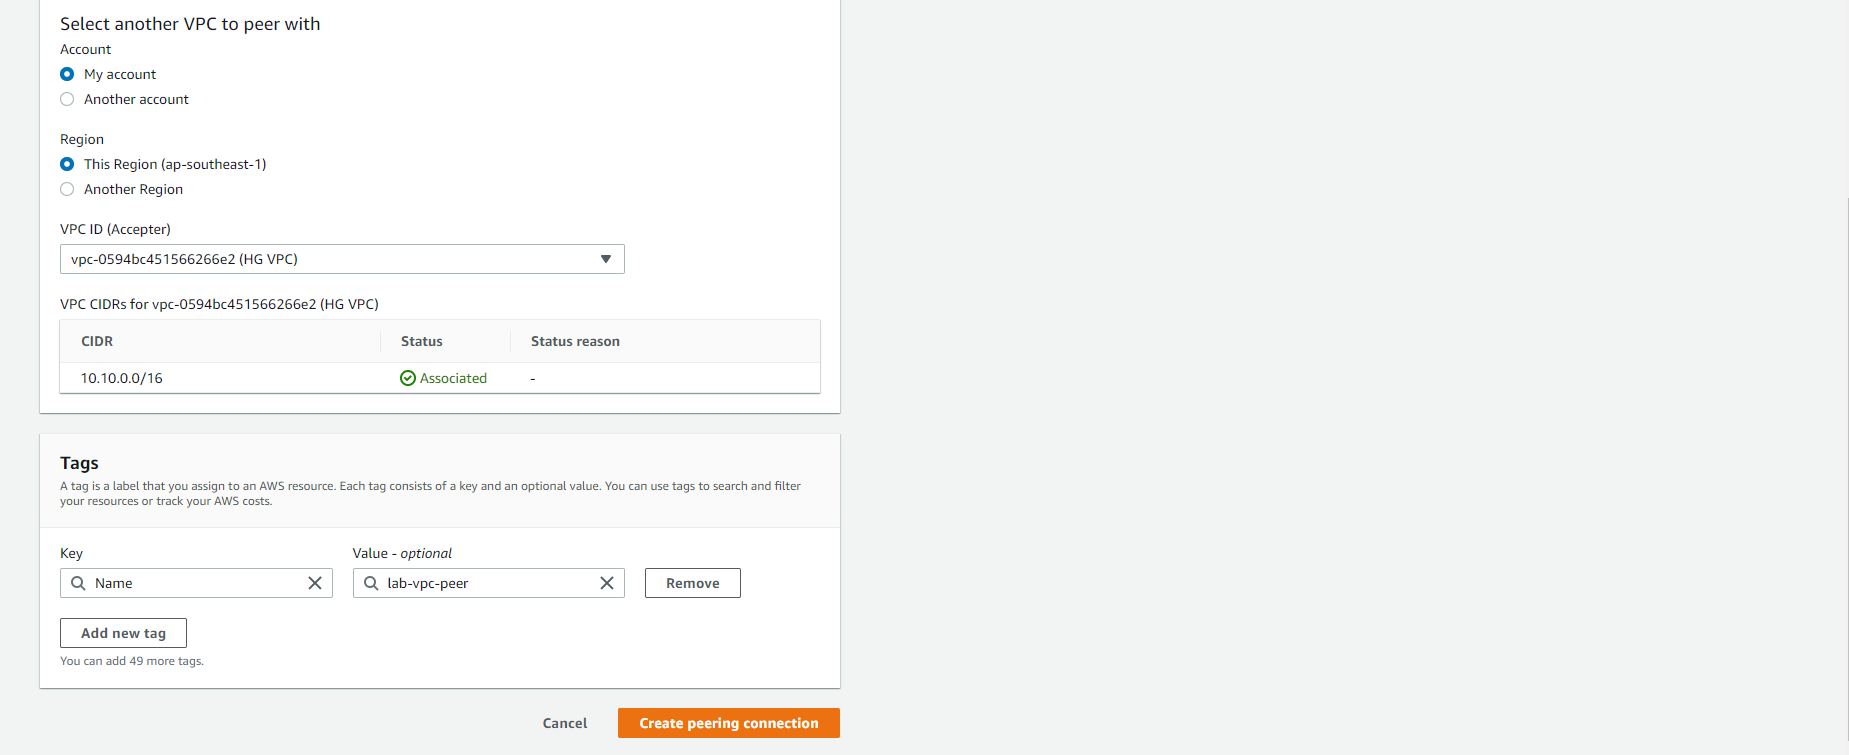 Select another VPC to peer with
Account
My account
Another account
Region
This Region (ap-southeast-1)
Another Region
VPC ID (Accepter)
vpc-0594bc451566266e2 (HG VPC)
VPC CIDRs for vpc-0594bc451566266e2 (HG VPC)
CIDR Status Status reason
10.10.0.0/16 Associated -
Tags
A tag is a label that you assign to an AWS resource. Each tag consists of a key and an optional value. You can use tags to search and filter
your resources or track your AWS costs.
Key Value - optional
Name lab-vpc-peer Remove
Add new tag
You can add 49 more tags.
Cancel Create peering connection